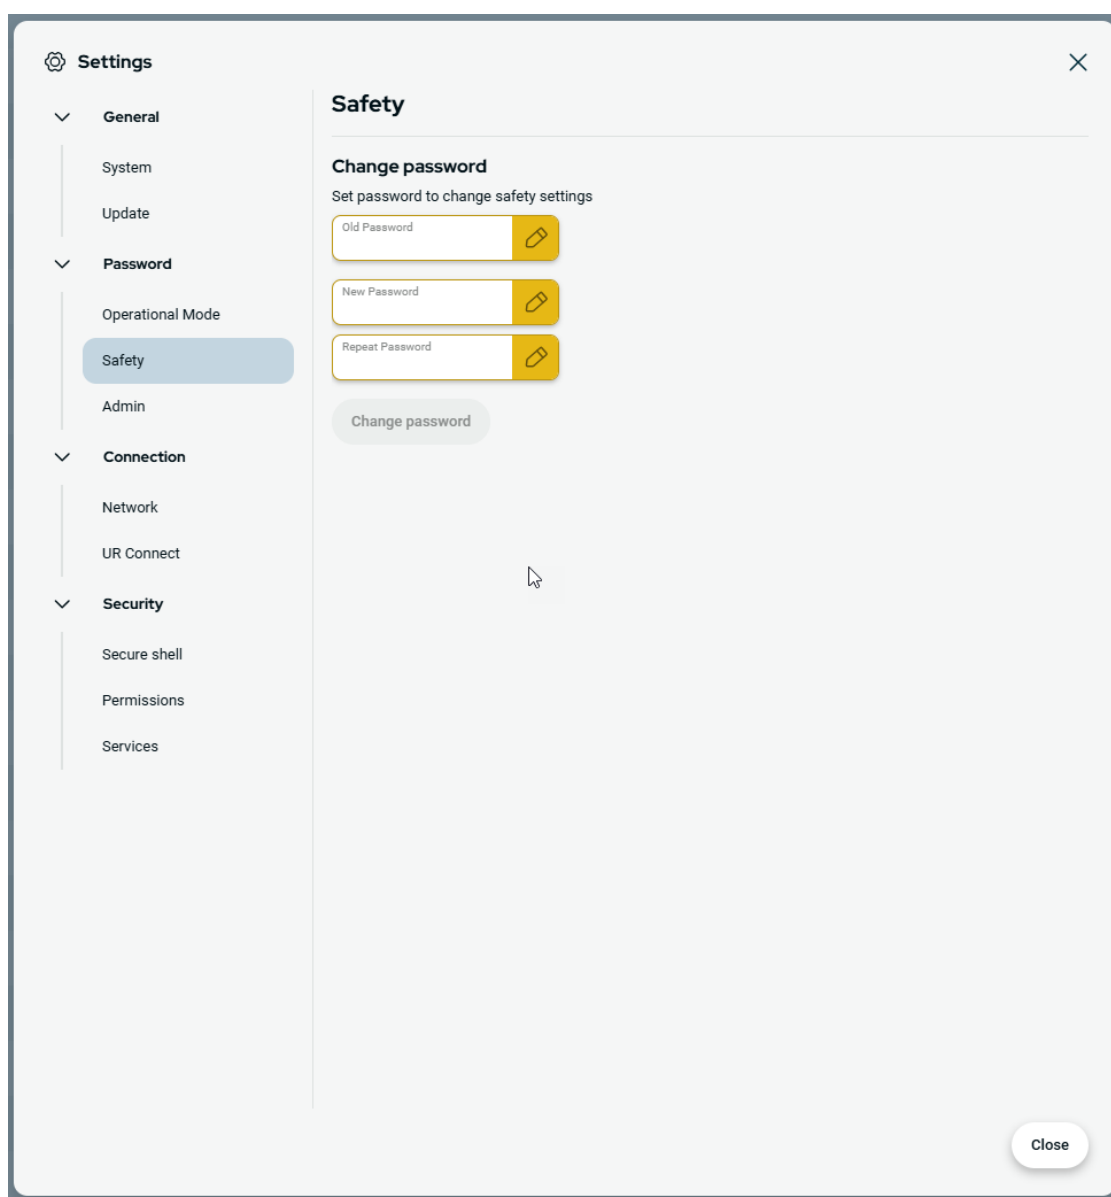 Settings
General
System
Update
Password
Operational Mode
Safety
Admin
Connection
Network
UR Connect
Security
Secure shell
Permissions
Services
Safety
Change password
Set password to change safety settings
Old Password
New Password
Repeat Password
Change password
Close